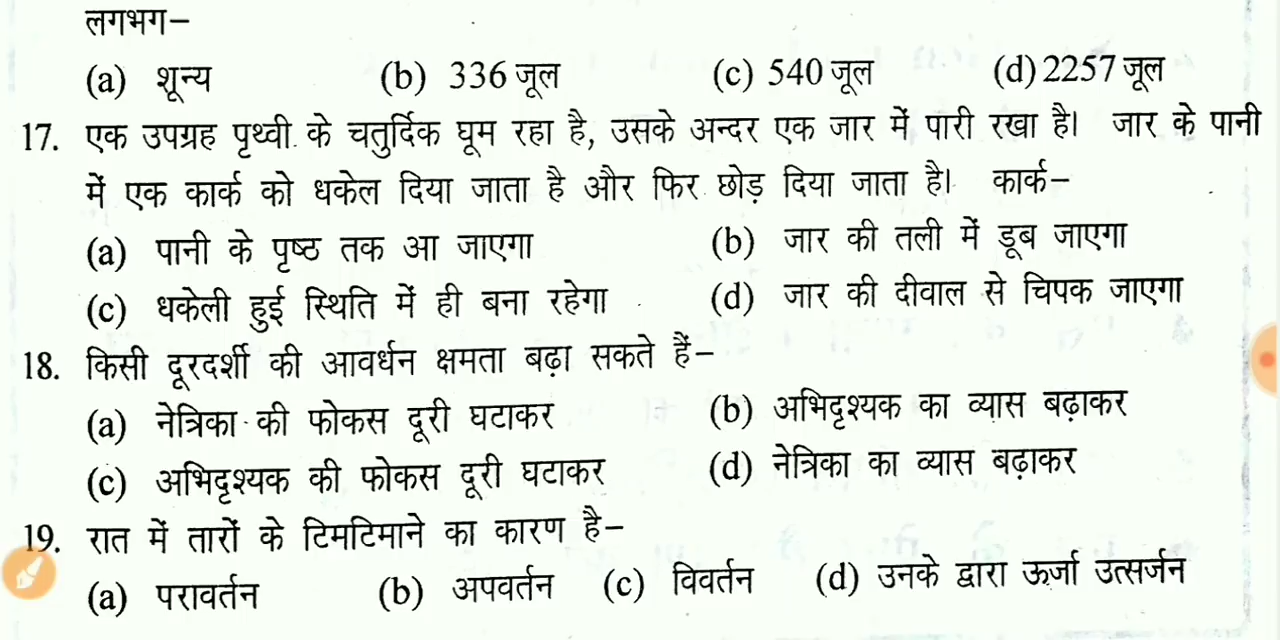 लगभग–
(a) शून्य (b) 336 जूल (c) 540 जूल (d) 2257 जूल
17. एक उपग्रह पृथ्वी के चतुर्दिक घूम रहा है, उसके अन्दर एक जार में पारी रखा है। जार के पानी
में एक कार्क को धकेल दिया जाता है और फिर छोड़ दिया जाता है। कार्क–
(a) पानी के पृष्ठ तक आ जाएगा (b) जार की तली में डूब जाएगा
(c) धकेली हुई स्थिति में ही बना रहेगा (d) जार की दीवाल से चिपक जाएगा
18. किसी दूरदर्शी की आवर्धन क्षमता बढ़ा सकते हैं–
(a) नेत्रिका की फोकस दूरी घटाकर (b) अभिदृश्यक का व्यास बढ़ाकर
(c) अभिदृश्यक की फोकस दूरी घटाकर (d) नेत्रिका का व्यास बढ़ाकर
19. रात में तारों के टिमटिमाने का कारण है–
(a) परावर्तन (b) अपवर्तन (c) विवर्तन (d) उनके द्वारा ऊर्जा उत्सर्जन